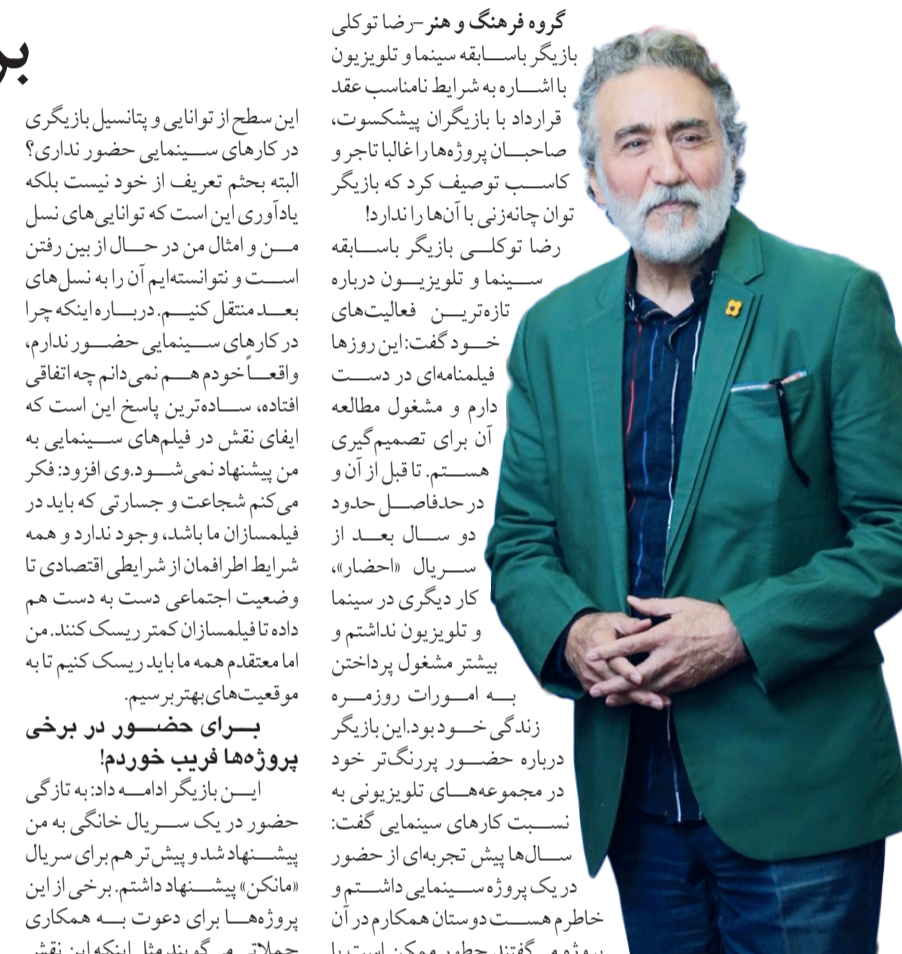 بر
گروه فرهنگ و هنر -رضا توکلی
بازیگر باسابقه سینما و تلویزیون
با اشاره به شرایط نامناسب عقد
قرارداد با بازیگران پیشکسوت،
صاحبان پروژه‌ها را غالبا تاجر و
کاسب توصیف کرد که بازیگر
توان چانه‌زنی با آن‌ها را ندارد!
رضا توکلی بازیگر باسابقه
سینما و تلویزیون درباره
تازه‌ترین فعالیت‌های
خود گفت: این روزها
فیلمنامه‌ای در دست
دارم و مشغول مطالعه
آن برای تصمیم‌گیری
هستم. تا قبل از آن و
در حدفاصل حدود
دو سال بعد از
سریال «احضار»،
کار دیگری در سینما
و تلویزیون نداشتم و
بیشتر مشغول پرداختن
به امورات روزمره
زندگی خود بود.این بازیگر
درباره حضور پررنگ‌تر خود
در مجموعه‌های تلویزیونی به
نسبت کارهای سینمایی گفت:
سال‌ها پیش تجربه‌ای از حضور
در یک پروژه سینمایی داشتم و
خاطرم هست دوستان همکارم در آن
پروژه می‌گفتند چطور ممکن است با
این سطح از توانایی و پتانسیل بازیگری
در کارهای سینمایی حضور نداری؟
البته بحثم تعریف از خود نیست بلکه
یادآوری این است که توانایی‌های نسل
من و امثال من در حال از بین رفتن
است و نتوانسته‌ایم آن را به نسل‌های
بعد منتقل کنیم. درباره اینکه چرا
در کارهای سینمایی حضور ندارم،
واقعاً خودم هم نمی‌دانم چه اتفاقی
افتاده، ساده‌ترین پاسخ این است که
ایفای نقش در فیلم‌های سینمایی به
من پیشنهاد نمی‌شود.وی افزود: فکر
می‌کنم شجاعت و جسارتی که باید در
فیلمسازان ما باشد، وجود ندارد و همه
شرایط اطرافمان از شرایطی اقتصادی تا
وضعیت اجتماعی دست به دست هم
داده تا فیلمسازان کمتر ریسک کنند. من
اما معتقدم همه ما باید ریسک کنیم تا به
موقعیت‌های بهتر برسیم.
برای حضور در برخی
پروژه‌ها فریب خوردم!
این بازیگر ادامه داد: به تازگی
حضور در یک سریال خانگی به من
پیشنهاد شد و پیش‌تر هم برای سریال
«مانکن» پیشنهاد داشتم. برخی از این
پروژه‌ها برای دعوت به همکاری
جملاتی می‌گویند مثل اینکه این نقش